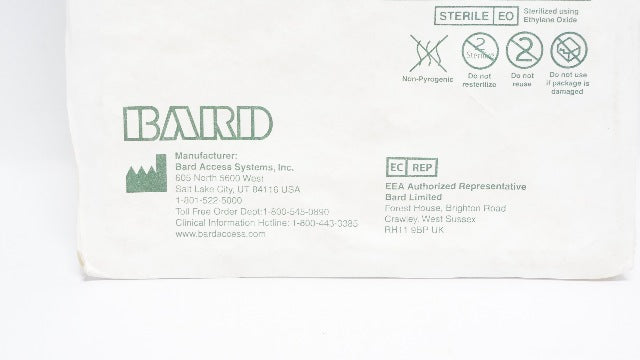 STERILE EO
Sterilized using
Ethylene Oxide
2
Sterilize
2
Non-Pyrogenic
Do not
resterilize
Do not
reuse
Do not use
if package is
damaged
BARD
Manufacturer:
Bard Access Systems, Inc.
605 North 5600 West
Salt Lake City, UT 84116 USA
1-801-522-5000
Toll Free Order Dept:1-800-545-0890
Clinical Information Hotline: 1-800-443-3385
www.bardaccess.com
EC REP
EEA Authorized Representative
Bard Limited
Forest House, Brighton Road
Crawley, West Sussex
RH11 9BP UK